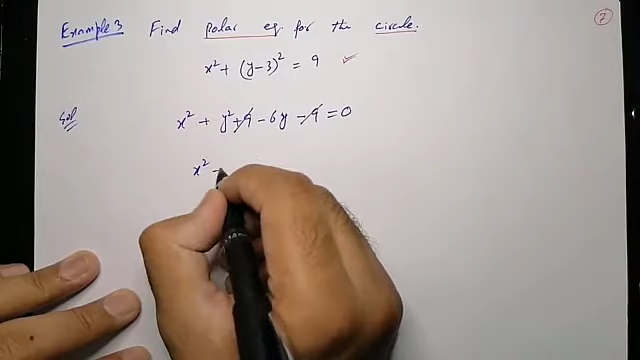 Example 3 Find polar eq. for the circle. 7
x² + (y-3)² = 9 ✓
Sol x² + y² + 9 - 6y - 9 = 0
x² -